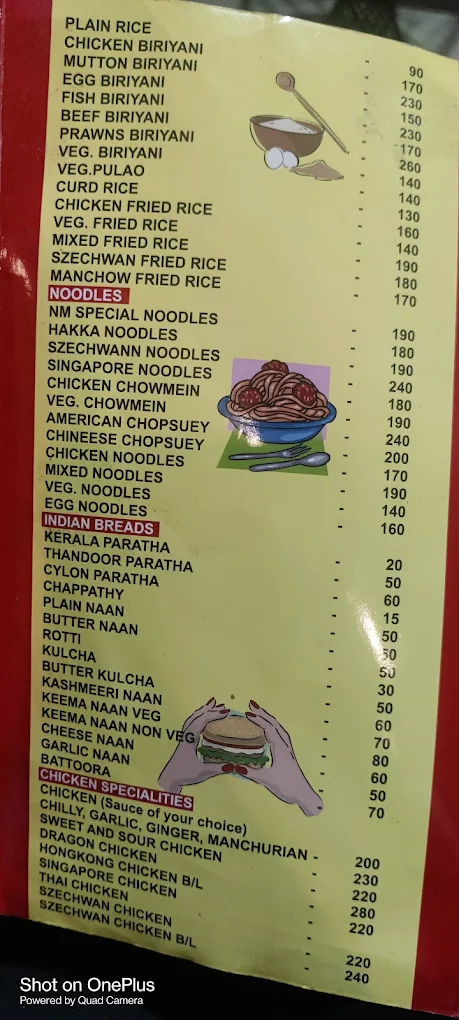 PLAIN RICE - 90
CHICKEN BIRIYANI - 170
MUTTON BIRIYANI - 230
EGG BIRIYANI - 150
FISH BIRIYANI - 230
BEEF BIRIYANI - 170
PRAWNS BIRIYANI - 260
VEG. BIRIYANI - 140
VEG.PULAO - 140
CURD RICE - 130
CHICKEN FRIED RICE - 160
VEG. FRIED RICE - 140
MIXED FRIED RICE - 190
SZECHWAN FRIED RICE - 180
MANCHOW FRIED RICE - 170
NOODLES
NM SPECIAL NOODLES - 190
HAKKA NOODLES - 180
SZECHWANN NOODLES - 190
SINGAPORE NOODLES - 240
CHICKEN CHOWMEIN - 180
VEG. CHOWMEIN - 190
AMERICAN CHOPSUEY - 240
CHINEESE CHOPSUEY - 200
CHICKEN NOODLES - 170
MIXED NOODLES - 190
VEG. NOODLES - 140
EGG NOODLES - 160
INDIAN BREADS
KERALA PARATHA - 20
THANDOOR PARATHA - 50
CYLON PARATHA - 60
CHAPPATHY - 15
PLAIN NAAN - 50
BUTTER NAAN - 50
ROTTI - 50
KULCHA - 30
BUTTER KULCHA - 50
KASHMEERI NAAN - 60
KEEMA NAAN VEG - 70
KEEMA NAAN NON VEG - 80
CHEESE NAAN - 60
GARLIC NAAN - 50
BATTOORA - 70
CHICKEN SPECIALITIES
CHICKEN (Sauce of your choice)
CHILLY, GARLIC, GINGER, MANCHURIAN - 200
SWEET AND SOUR CHICKEN - 230
DRAGON CHICKEN - 220
HONGKONG CHICKEN B/L - 280
SINGAPORE CHICKEN - 220
THAI CHICKEN
SZECHWAN CHICKEN - 220
SZECHWAN CHICKEN B/L - 240
Shot on OnePlus
Powered by Quad Camera